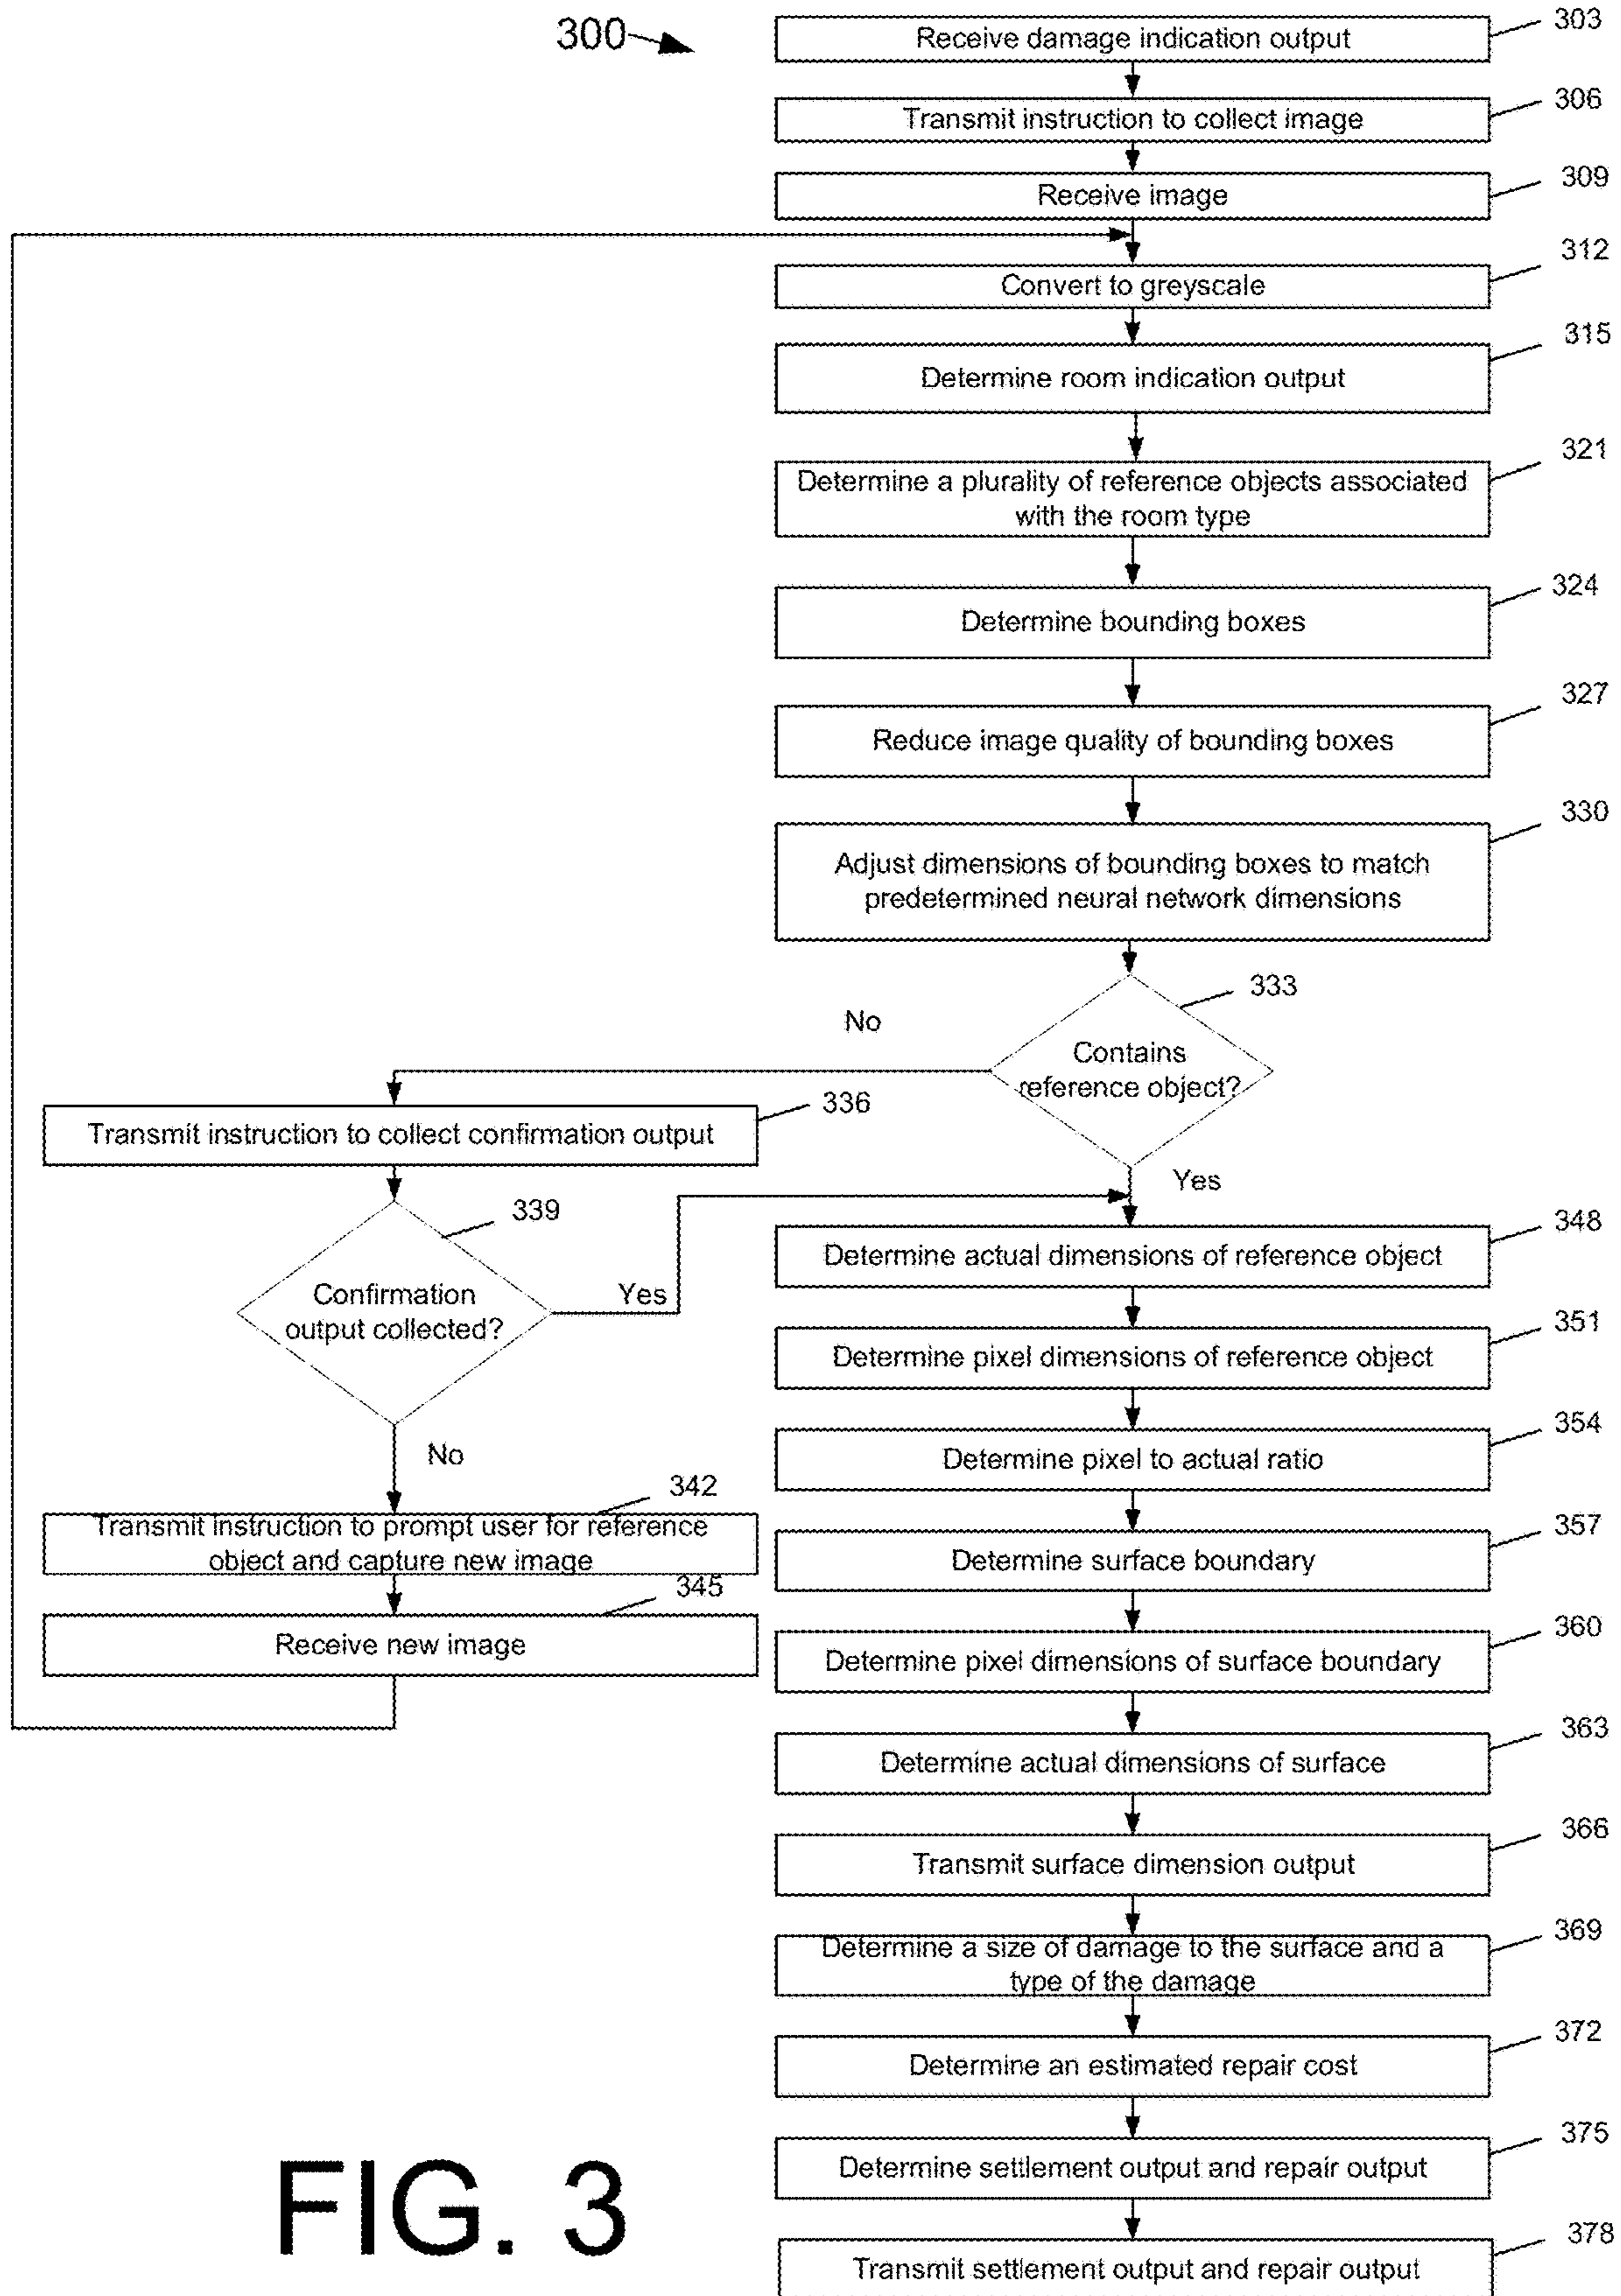 300
Receive damage indication output
303
Transmit instruction to collect image
306
Receive image
309
Convert to greyscale
312
Determine room indication output
315
Determine a plurality of reference objects associated
with the room type
321
Determine bounding boxes
324
Reduce image quality of bounding boxes
327
Adjust dimensions of bounding boxes to match
predetermined neural network dimensions
330
Contains
reference object?
333
No
Yes
Transmit instruction to collect confirmation output
336
Confirmation
output collected?
339
Yes
No
Transmit instruction to prompt user for reference
object and capture new image
342
Receive new image
345
Determine actual dimensions of reference object
348
Determine pixel dimensions of reference object
351
Determine pixel to actual ratio
354
Determine surface boundary
357
Determine pixel dimensions of surface boundary
360
Determine actual dimensions of surface
363
Transmit surface dimension output
366
Determine a size of damage to the surface and a
type of the damage
369
Determine an estimated repair cost
372
Determine settlement output and repair output
375
Transmit settlement output and repair output
378
FIG. 3